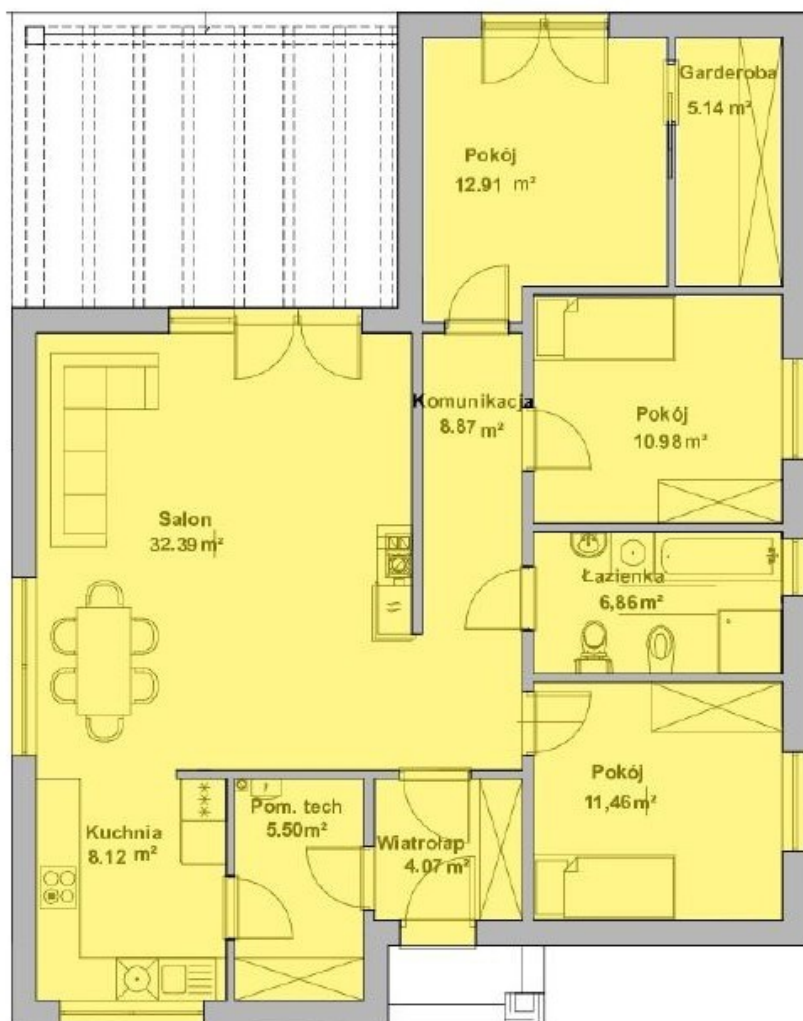 Garderoba
5.14 m²
Pokój
12.91 m²
Komunikacja
8.87 m²
Pokój
10.98 m²
Salon
32.39 m²
Łazienka
6,86 m²
Pokój
11,46 m²
Kuchnia
8.12 m²
Pom. tech
5.50 m²
Wiatrołap
4.07 m²